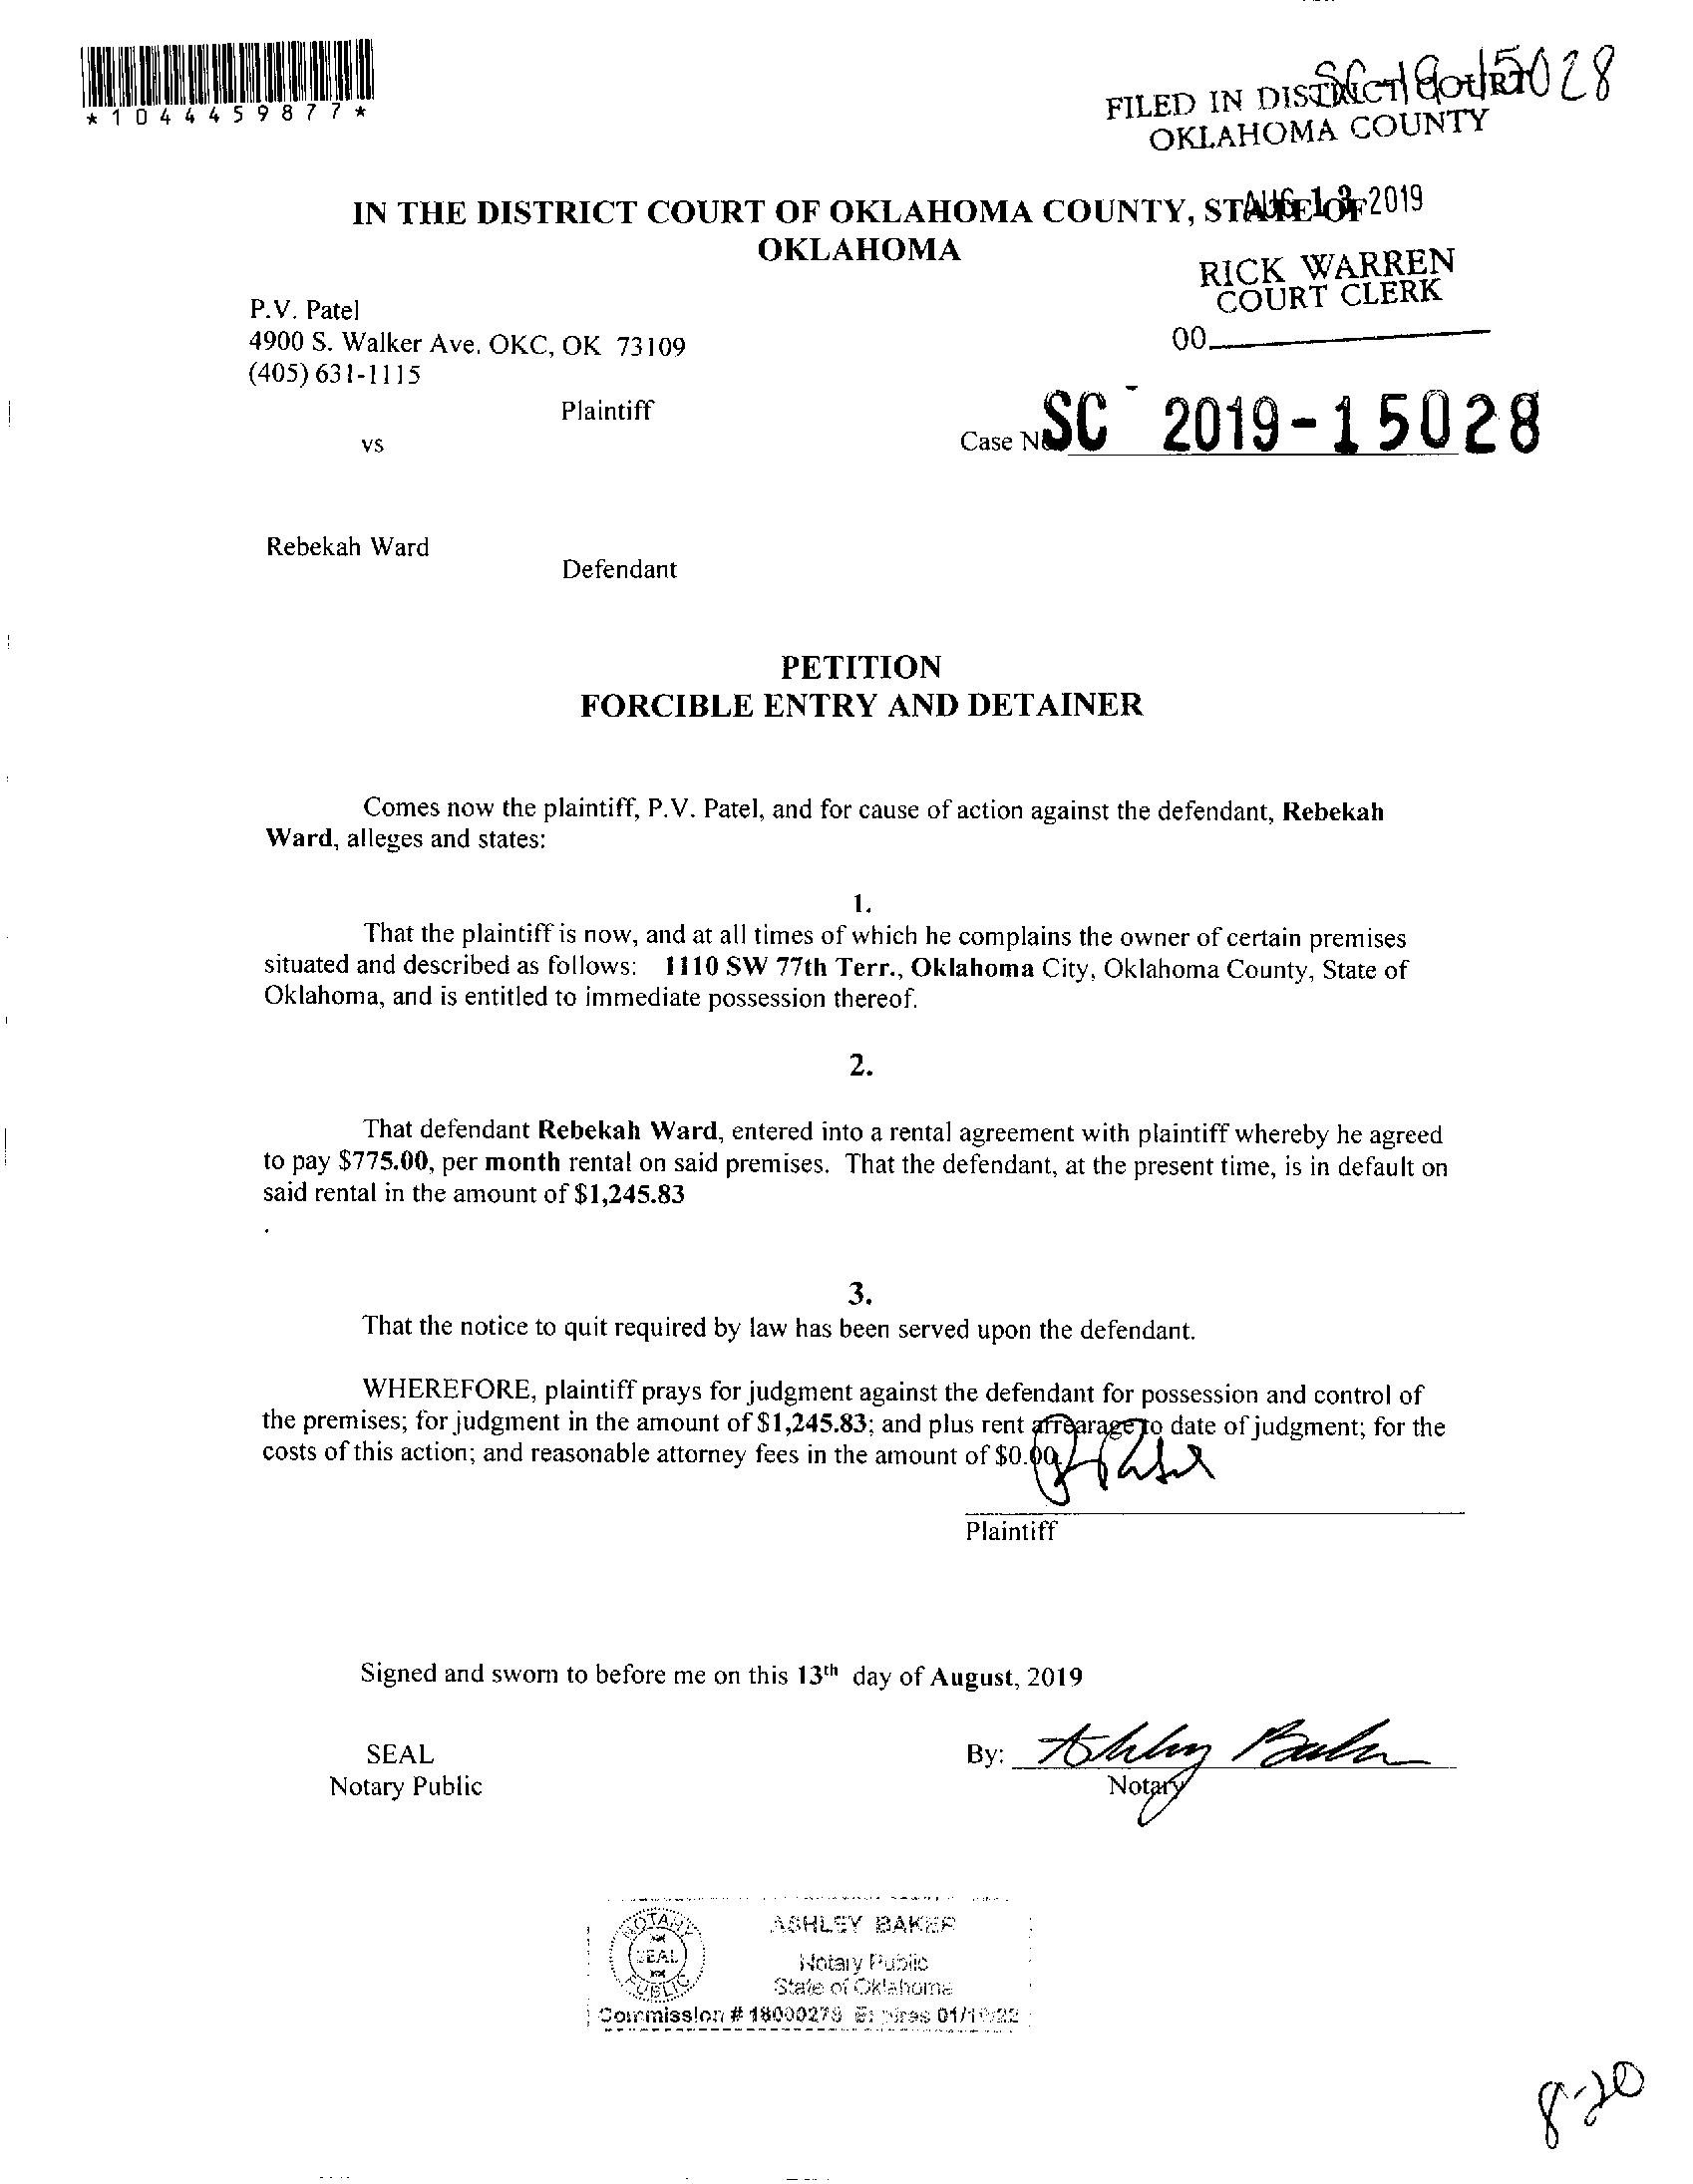 *1044459877*
SC-19-15028
FILED IN DISTRICT COURT
OKLAHOMA COUNTY
AUG 13 2019
IN THE DISTRICT COURT OF OKLAHOMA COUNTY, STATE OF
OKLAHOMA
RICK WARREN
COURT CLERK
00
P.V. Patel
4900 S. Walker Ave. OKC, OK 73109
(405) 631-1115
Plaintiff
vs
Case No SC - 2019-15028
Rebekah Ward
Defendant
PETITION
FORCIBLE ENTRY AND DETAINER
Comes now the plaintiff, P.V. Patel, and for cause of action against the defendant, Rebekah
Ward, alleges and states:
1.
That the plaintiff is now, and at all times of which he complains the owner of certain premises
situated and described as follows: 1110 SW 77th Terr., Oklahoma City, Oklahoma County, State of
Oklahoma, and is entitled to immediate possession thereof.
2.
That defendant Rebekah Ward, entered into a rental agreement with plaintiff whereby he agreed
to pay $775.00, per month rental on said premises. That the defendant, at the present time, is in default on
said rental in the amount of $1,245.83
.
3.
That the notice to quit required by law has been served upon the defendant.
WHEREFORE, plaintiff prays for judgment against the defendant for possession and control of
the premises; for judgment in the amount of $1,245.83; and plus rent arrearage to date of judgment; for the
costs of this action; and reasonable attorney fees in the amount of $0.00.
Plaintiff
Signed and sworn to before me on this 13th day of August, 2019
SEAL
Notary Public
By: Ashley Baker
Notary
NOTARY
SEAL
PUBLIC
ASHLEY BAKER
Notary Public
State of Oklahoma
Commission # 18000278 Expires 01/10/22
8-20